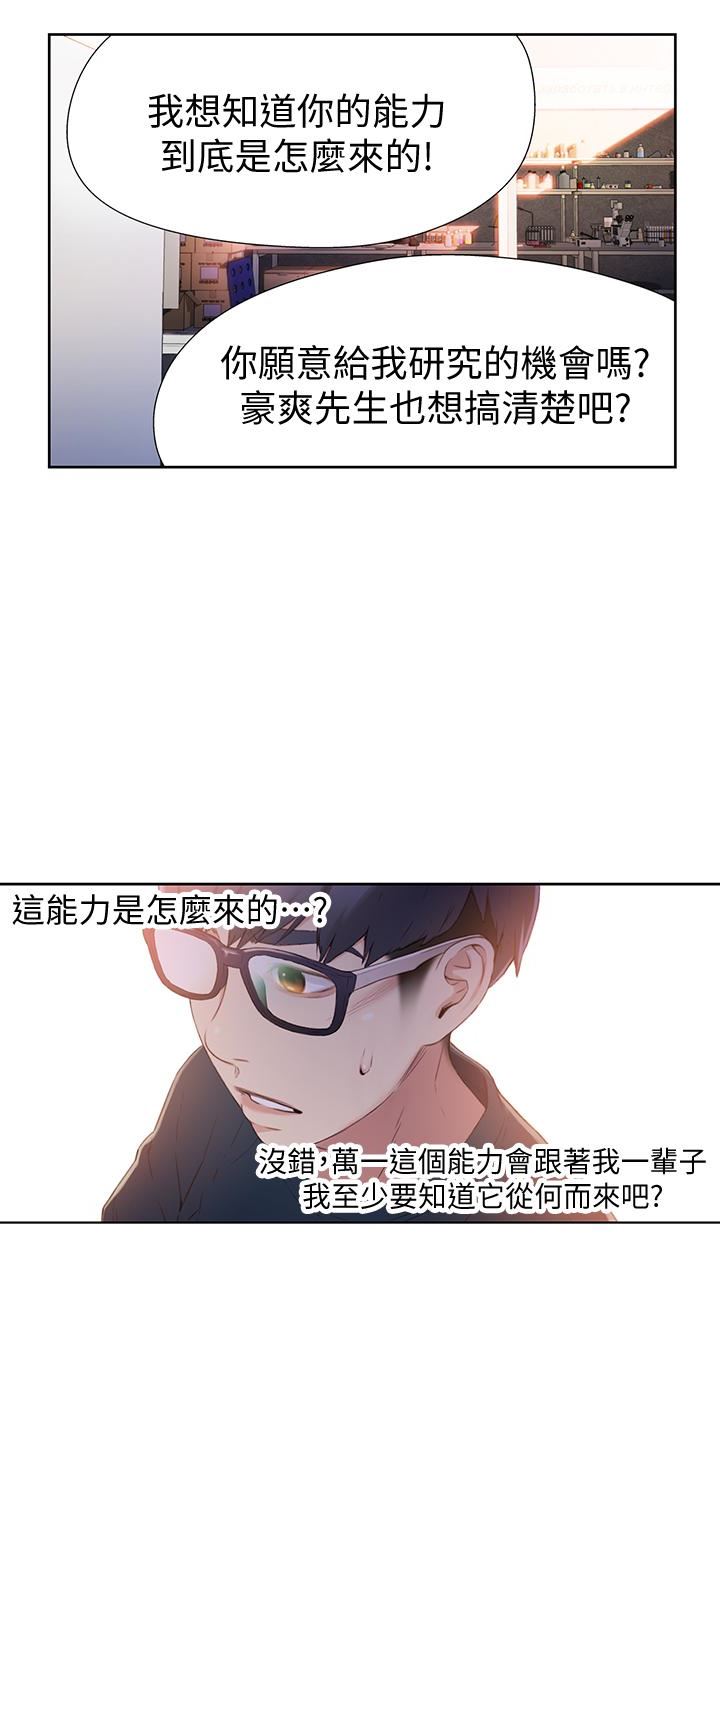 我想知道你的能力
到底是怎麼來的!
你願意給我研究的機會嗎?
豪爽先生也想搞清楚吧?
這能力是怎麼來的…?
沒錯,萬一這個能力會跟著我一輩子
我至少要知道它從何而來吧?